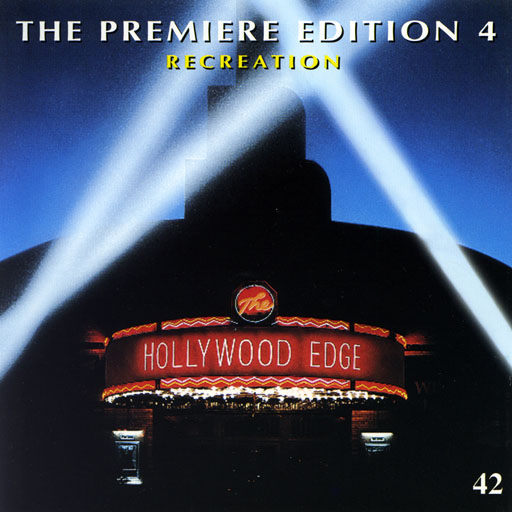 THE PREMIERE EDITION 4
RECREATION
The
HOLLYWOOD EDGE
42